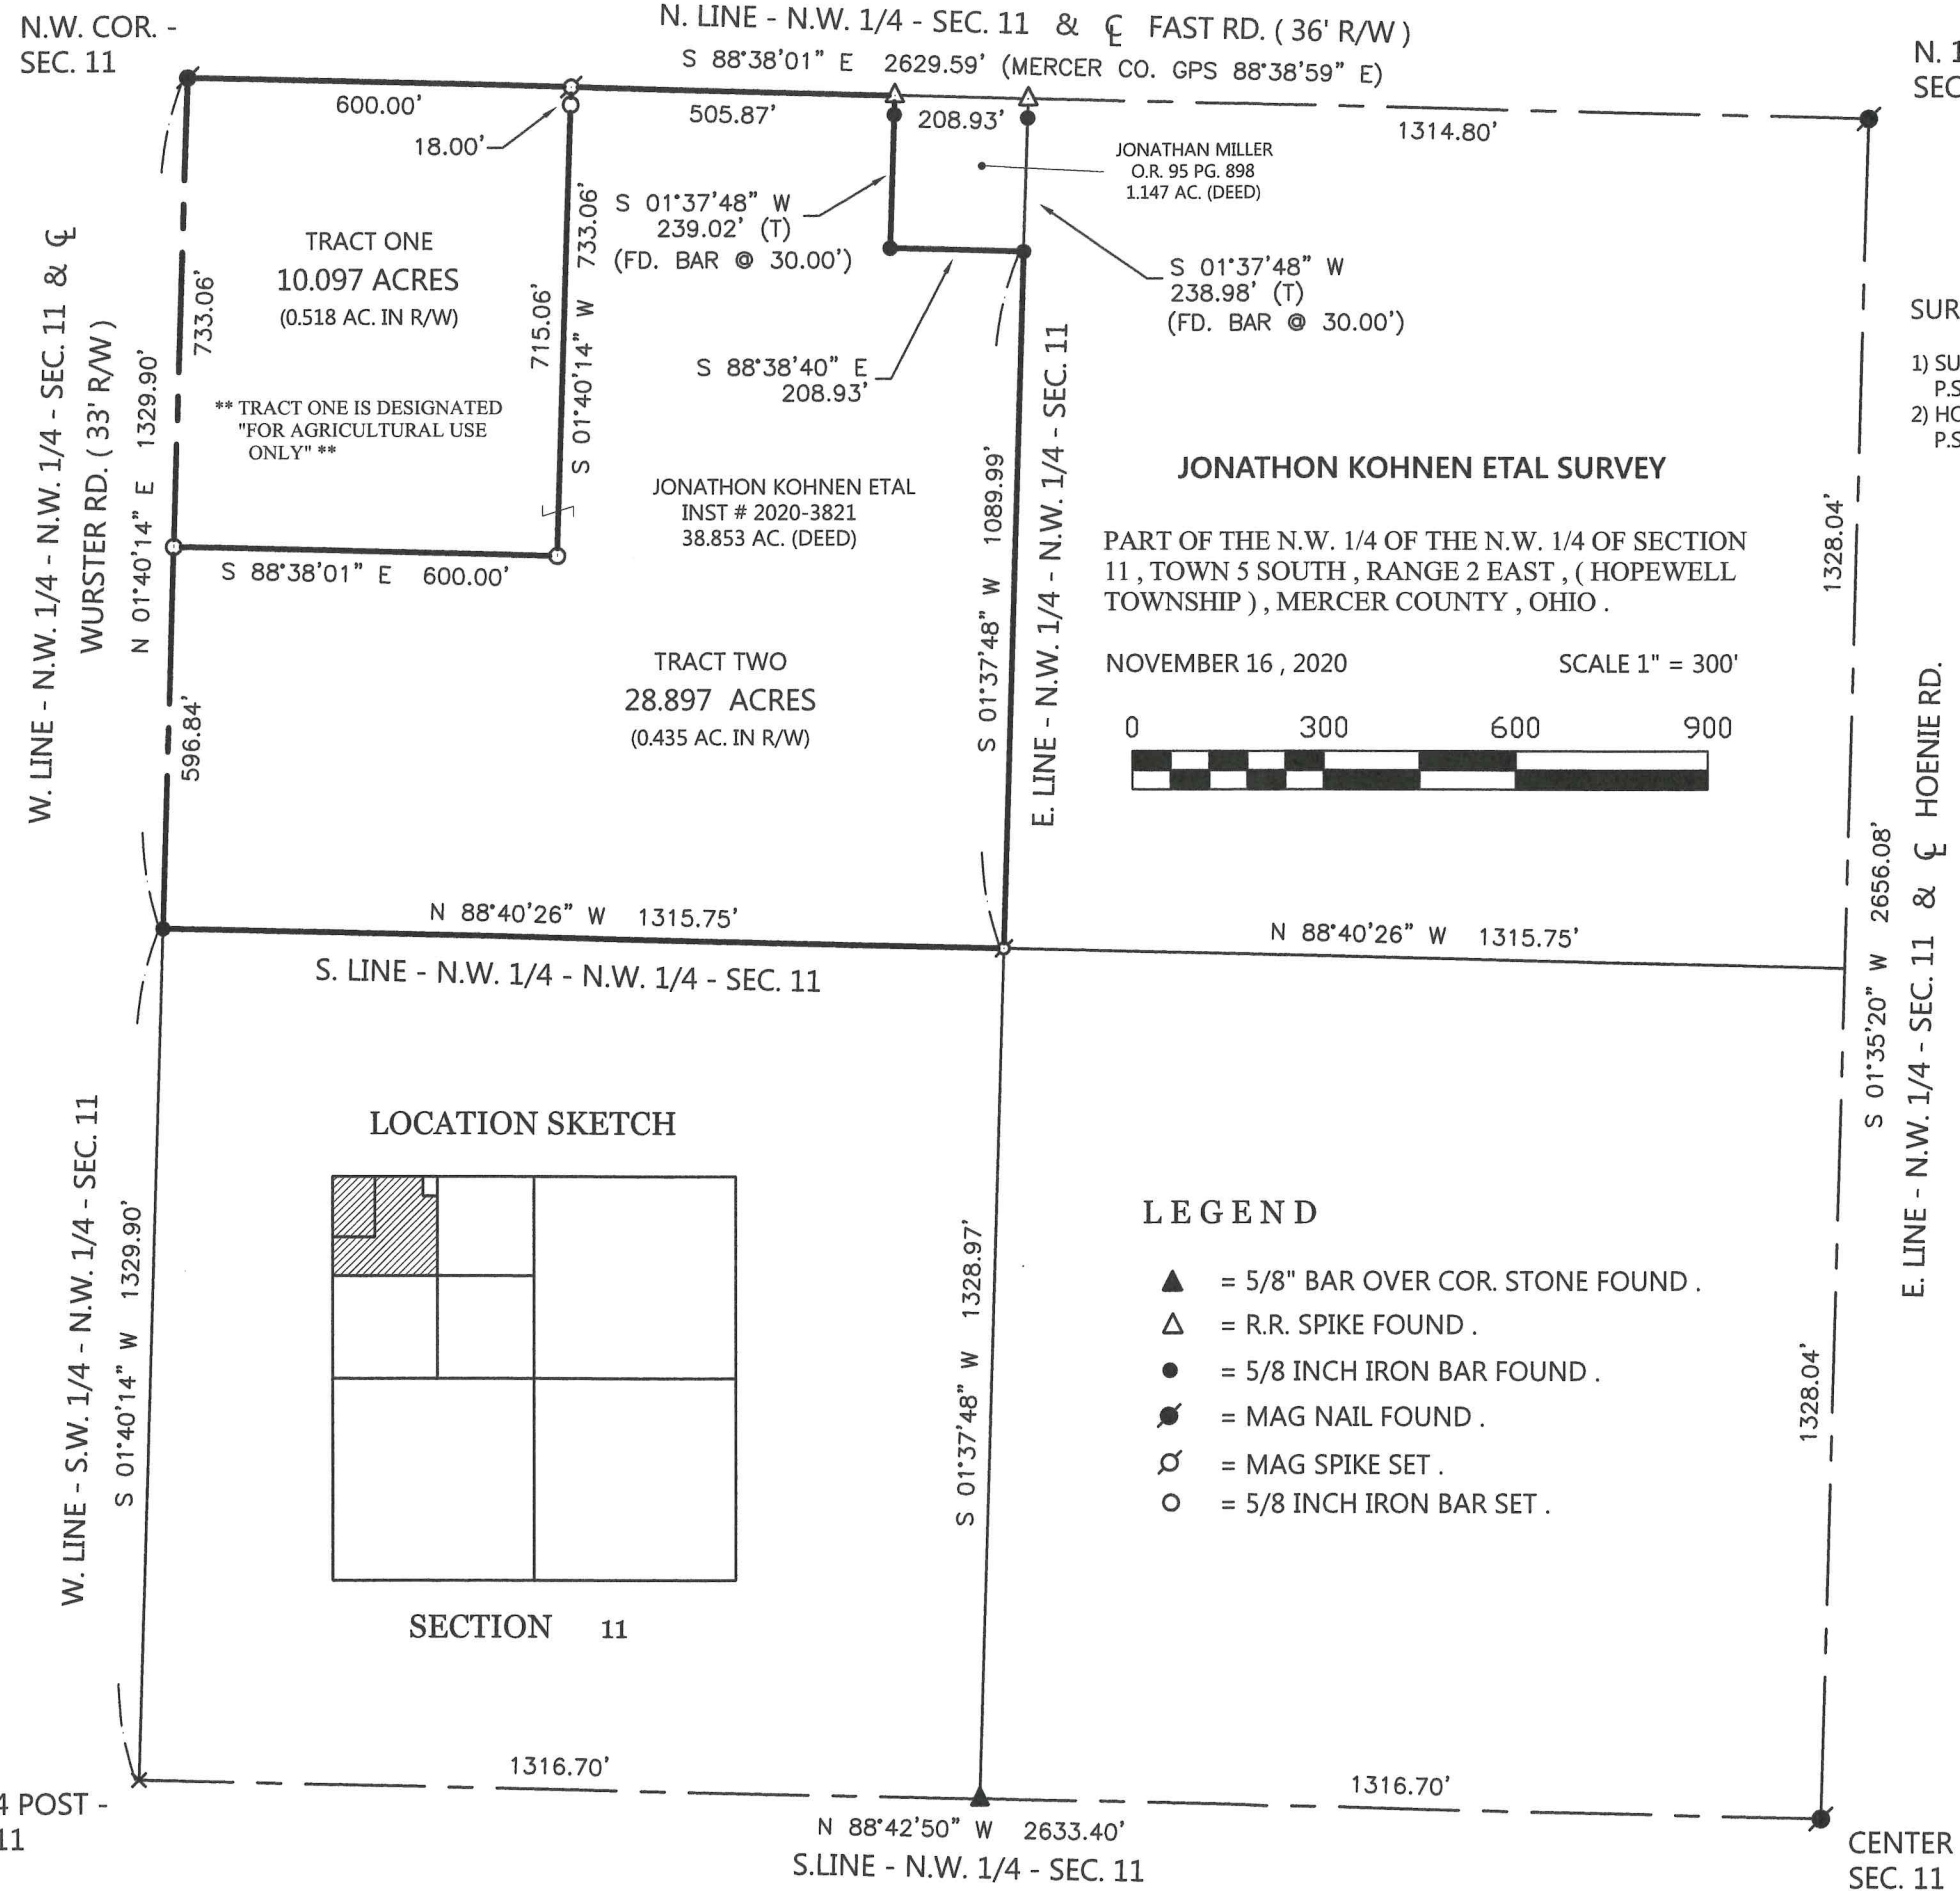 N.W. COR. -
SEC. 11
N. LINE - N.W. 1/4 - SEC. 11 & ℄ FAST RD. ( 36' R/W )
S 88°38'01" E 2629.59' (MERCER CO. GPS 88°38'59" E)
N. 1
SEC
600.00'
505.87'
208.93'
1314.80'
18.00'
JONATHAN MILLER
O.R. 95 PG. 898
1.147 AC. (DEED)
S 01°37'48" W
239.02' (T)
(FD. BAR @ 30.00')
S 01°37'48" W
238.98' (T)
(FD. BAR @ 30.00')
S 88°38'40" E
208.93'
TRACT ONE
10.097 ACRES
(0.518 AC. IN R/W)
** TRACT ONE IS DESIGNATED
"FOR AGRICULTURAL USE
ONLY" **
733.06'
715.06'
S 01°40'14" W 733.06'
W. LINE - N.W. 1/4 - N.W. 1/4 - SEC. 11 & ℄
WURSTER RD. ( 33' R/W )
N 01°40'14" E 1329.90'
S 88°38'01" E 600.00'
596.84'
JONATHON KOHNEN ETAL
INST # 2020-3821
38.853 AC. (DEED)
TRACT TWO
28.897 ACRES
(0.435 AC. IN R/W)
S 01°37'48" W 1089.99'
E. LINE - N.W. 1/4 - N.W. 1/4 - SEC. 11
SUR
1) SU
P.S
2) HO
P.S
JONATHON KOHNEN ETAL SURVEY
PART OF THE N.W. 1/4 OF THE N.W. 1/4 OF SECTION
11 , TOWN 5 SOUTH , RANGE 2 EAST , ( HOPEWELL
TOWNSHIP ) , MERCER COUNTY , OHIO .
NOVEMBER 16 , 2020 SCALE 1" = 300'
0 300 600 900
1328.04'
S 01°35'20" W 2656.08'
E. LINE - N.W. 1/4 - SEC. 11 & ℄ HOENIE RD.
N 88°40'26" W 1315.75'
S. LINE - N.W. 1/4 - N.W. 1/4 - SEC. 11
N 88°40'26" W 1315.75'
W. LINE - S.W. 1/4 - N.W. 1/4 - SEC. 11
S 01°40'14" W 1329.90'
LOCATION SKETCH
SECTION 11
S 01°37'48" W 1328.97'
LEGEND
= 5/8" BAR OVER COR. STONE FOUND .
= R.R. SPIKE FOUND .
= 5/8 INCH IRON BAR FOUND .
= MAG NAIL FOUND .
= MAG SPIKE SET .
= 5/8 INCH IRON BAR SET .
1328.04'
1316.70'
1316.70'
4 POST -
11
N 88°42'50" W 2633.40'
S.LINE - N.W. 1/4 - SEC. 11
CENTER
SEC. 11